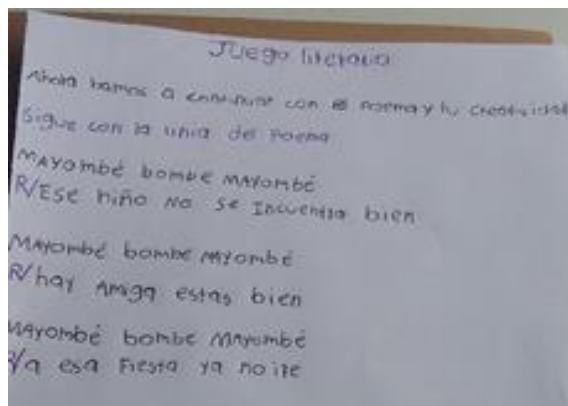 Juego literario
Ahora bamos a continuar con el poema y tu creatividad
Sigue con la linia del Poema
MAyombé bombe MAYombé
R/Ese niño No se Incuentra bien
MAyombé bombe MAYombé
R/hay Amiga estas bien
MAyombé bombe MAyombé
R/a esa Fiesta ya no ire